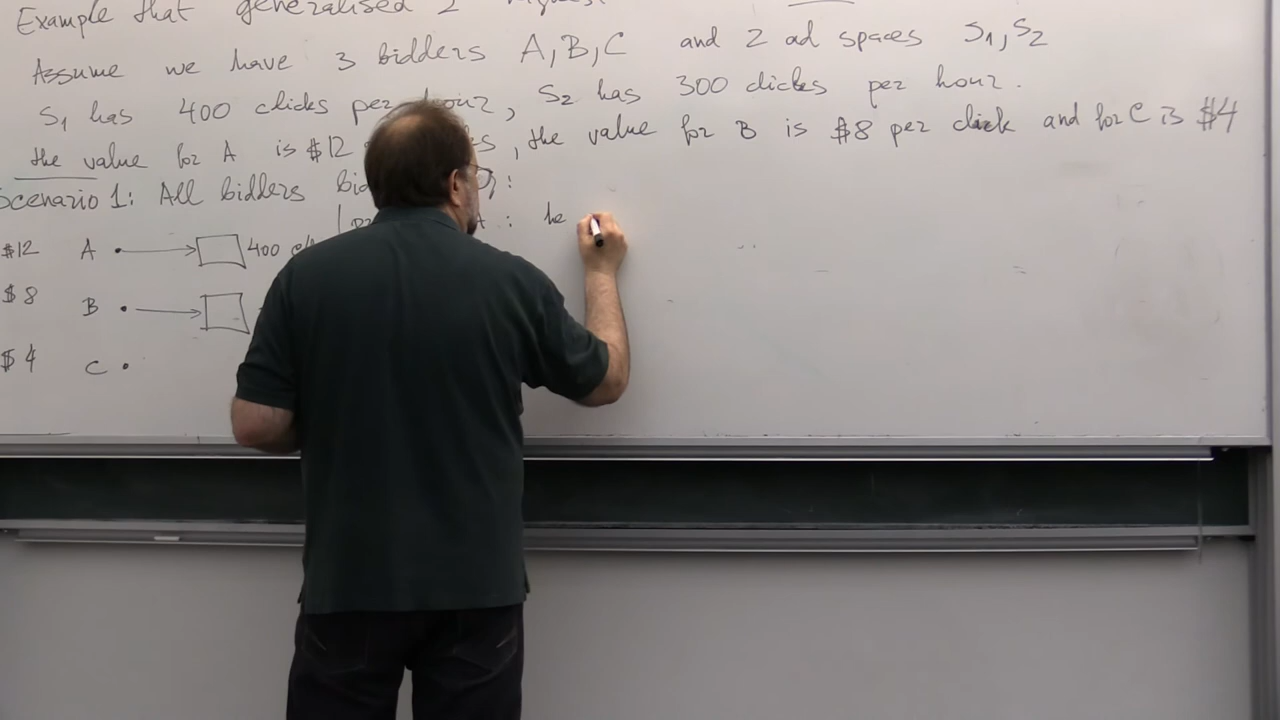 Example that generalised 2
Assume we have 3 bidders A, B, C and 2 ad spaces S1, S2
S1 has 400 clicks per hour, S2 has 300 clicks per hour.
the value for A is $12 , the value for B is $8 per click and for C is $4
Scenario 1: All bidders :
A : he
$12 A 400
$8 B
$4 C